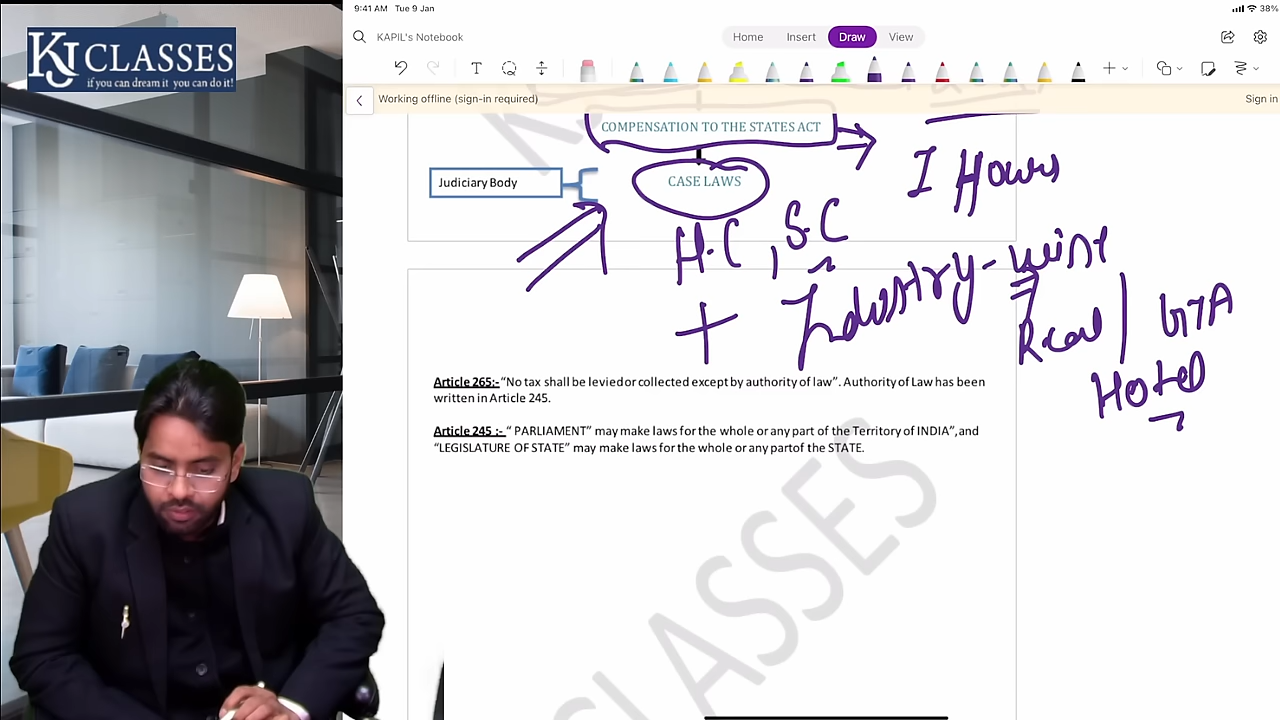 KJ CLASSES
if you can dream it you can do it!
9:41 AM Tue 9 Jan
38%
KAPIL's Notebook
Home Insert Draw View
Working offline (sign-in required)
Sign in
COMPENSATION TO THE STATES ACT
Judiciary Body
CASE LAWS
I Hours
H.C, S.C
+ Industry-wise
Real | GTA
Hotel
Article 265:- “No tax shall be levied or collected except by authority of law”. Authority of Law has been
written in Article 245.
Article 245 :- “ PARLIAMENT” may make laws for the whole or any part of the Territory of INDIA”, and
“LEGISLATURE OF STATE” may make laws for the whole or any part of the STATE.
CLASSES